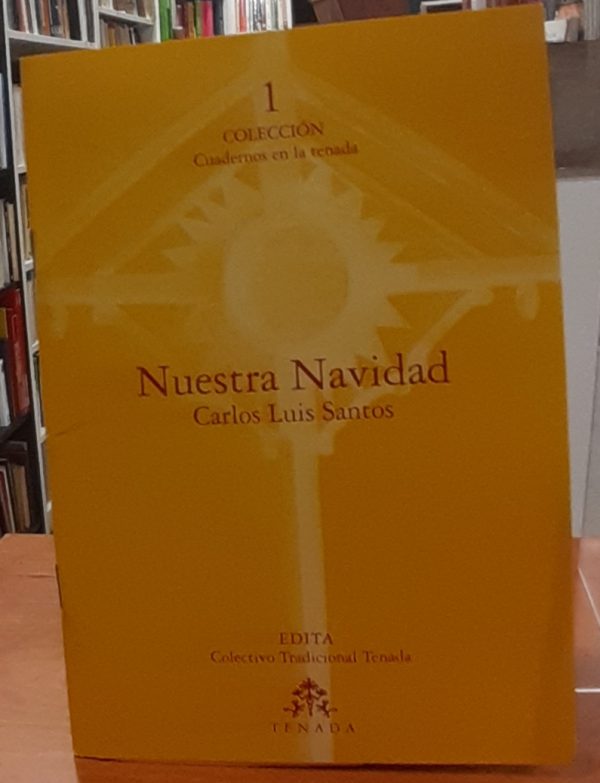 1
COLECCIÓN
Cuadernos en la tenada
Nuestra Navidad
Carlos Luis Santos
EDITA
Colectivo Tradicional Tenada
TENADA